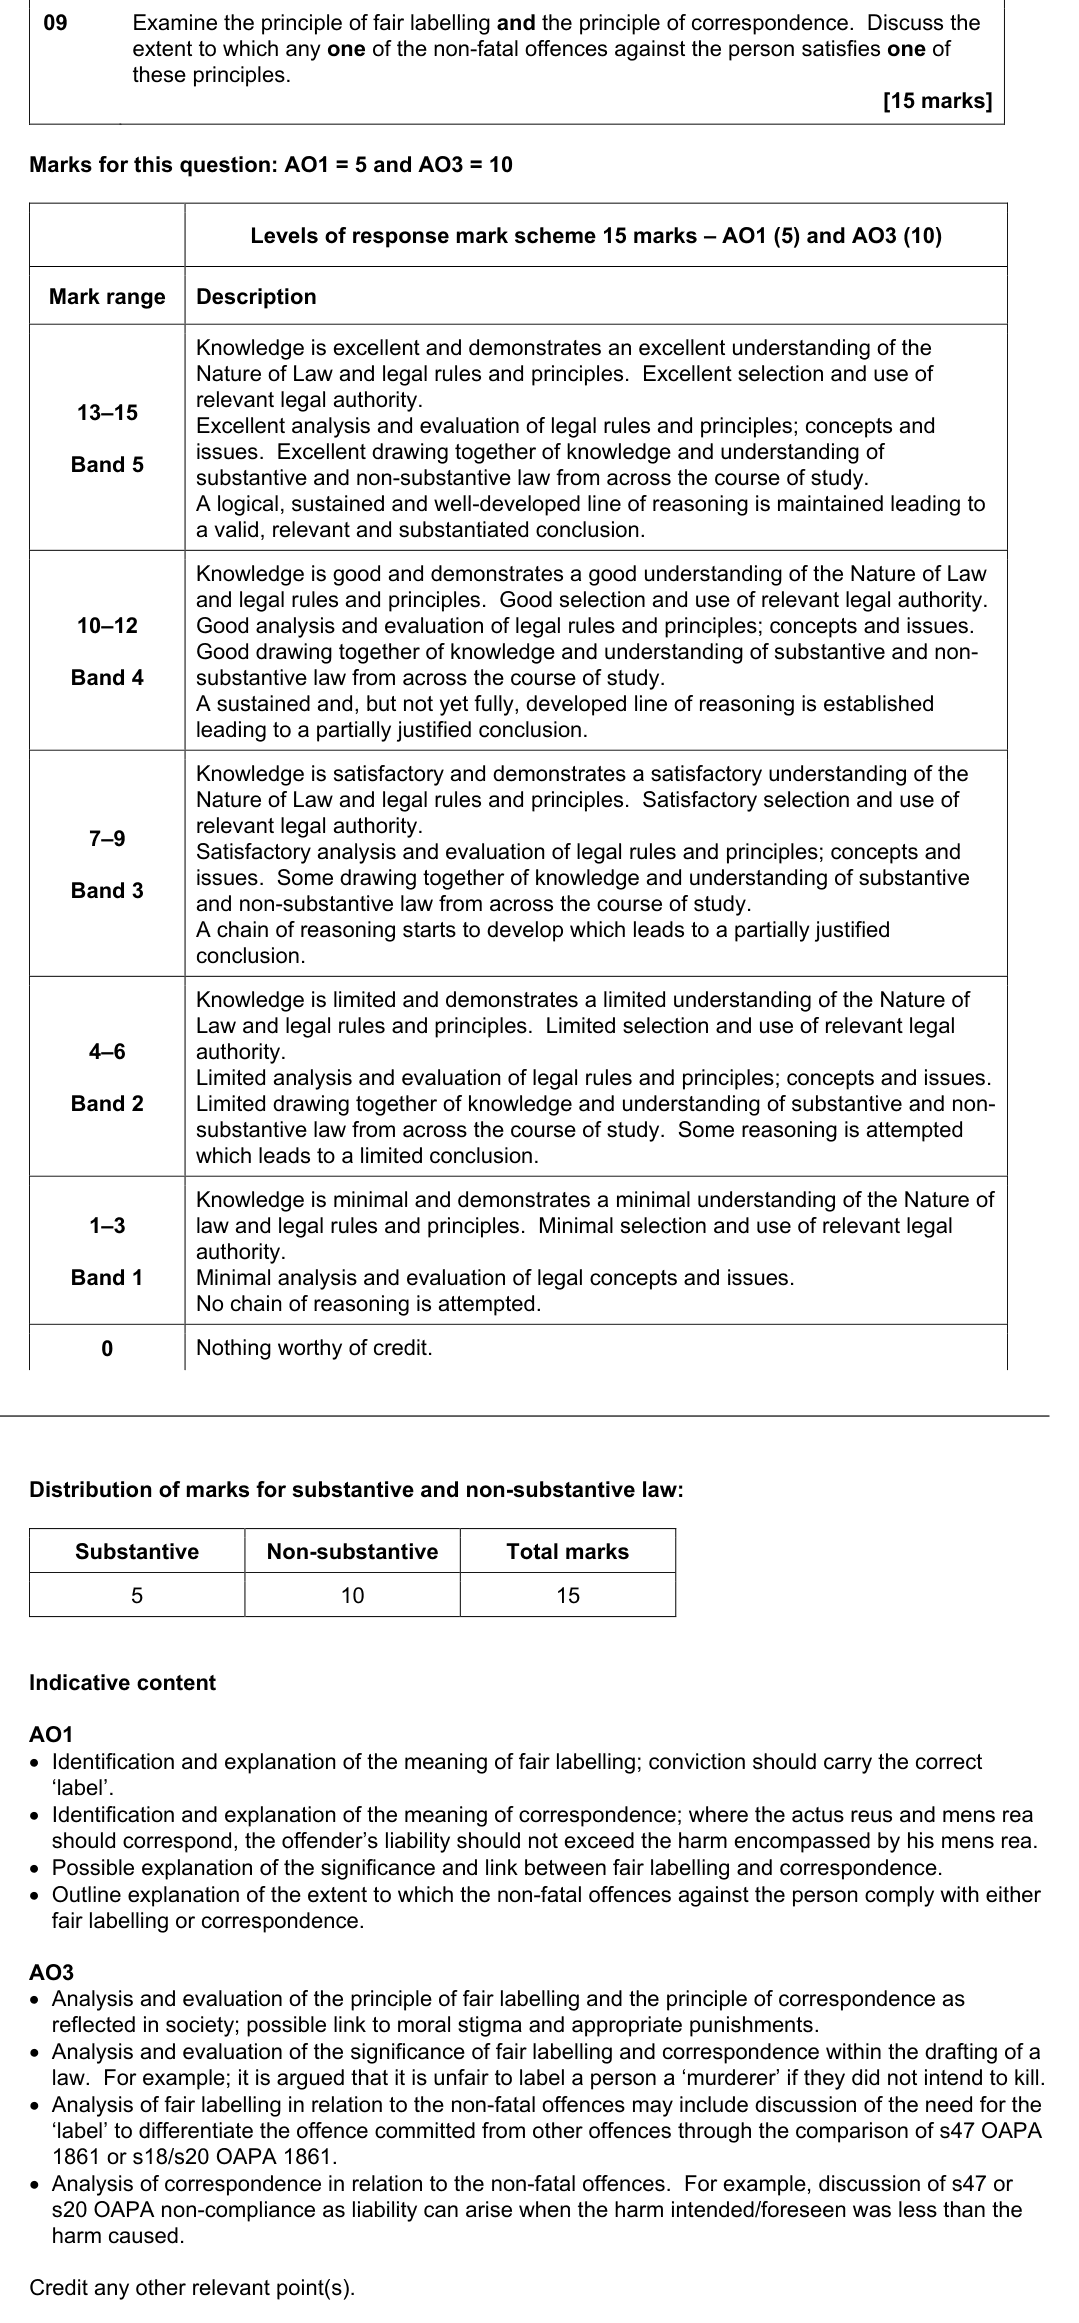 09
Examine the principle of fair labelling and the principle of correspondence. Discuss the
extent to which any one of the non-fatal offences against the person satisfies one of
these principles.
[15 marks]
Marks for this question: AO1 = 5 and AO3 = 10
Levels of response mark scheme 15 marks – AO1 (5) and AO3 (10)
Mark range
Description
13–15
Band 5
Knowledge is excellent and demonstrates an excellent understanding of the
Nature of Law and legal rules and principles. Excellent selection and use of
relevant legal authority.
Excellent analysis and evaluation of legal rules and principles; concepts and
issues. Excellent drawing together of knowledge and understanding of
substantive and non-substantive law from across the course of study.
A logical, sustained and well-developed line of reasoning is maintained leading to
a valid, relevant and substantiated conclusion.
10–12
Band 4
Knowledge is good and demonstrates a good understanding of the Nature of Law
and legal rules and principles. Good selection and use of relevant legal authority.
Good analysis and evaluation of legal rules and principles; concepts and issues.
Good drawing together of knowledge and understanding of substantive and non-
substantive law from across the course of study.
A sustained and, but not yet fully, developed line of reasoning is established
leading to a partially justified conclusion.
7–9
Band 3
Knowledge is satisfactory and demonstrates a satisfactory understanding of the
Nature of Law and legal rules and principles. Satisfactory selection and use of
relevant legal authority.
Satisfactory analysis and evaluation of legal rules and principles; concepts and
issues. Some drawing together of knowledge and understanding of substantive
and non-substantive law from across the course of study.
A chain of reasoning starts to develop which leads to a partially justified
conclusion.
4–6
Band 2
Knowledge is limited and demonstrates a limited understanding of the Nature of
Law and legal rules and principles. Limited selection and use of relevant legal
authority.
Limited analysis and evaluation of legal rules and principles; concepts and issues.
Limited drawing together of knowledge and understanding of substantive and non-
substantive law from across the course of study. Some reasoning is attempted
which leads to a limited conclusion.
1–3
Band 1
Knowledge is minimal and demonstrates a minimal understanding of the Nature of
law and legal rules and principles. Minimal selection and use of relevant legal
authority.
Minimal analysis and evaluation of legal concepts and issues.
No chain of reasoning is attempted.
0
Nothing worthy of credit.
Distribution of marks for substantive and non-substantive law:
Substantive
Non-substantive
Total marks
5
10
15
Indicative content
AO1
• Identification and explanation of the meaning of fair labelling; conviction should carry the correct
‘label’.
• Identification and explanation of the meaning of correspondence; where the actus reus and mens rea
should correspond, the offender’s liability should not exceed the harm encompassed by his mens rea.
• Possible explanation of the significance and link between fair labelling and correspondence.
• Outline explanation of the extent to which the non-fatal offences against the person comply with either
fair labelling or correspondence.
AO3
• Analysis and evaluation of the principle of fair labelling and the principle of correspondence as
reflected in society; possible link to moral stigma and appropriate punishments.
• Analysis and evaluation of the significance of fair labelling and correspondence within the drafting of a
law. For example; it is argued that it is unfair to label a person a ‘murderer’ if they did not intend to kill.
• Analysis of fair labelling in relation to the non-fatal offences may include discussion of the need for the
‘label’ to differentiate the offence committed from other offences through the comparison of s47 OAPA
1861 or s18/s20 OAPA 1861.
• Analysis of correspondence in relation to the non-fatal offences. For example, discussion of s47 or
s20 OAPA non-compliance as liability can arise when the harm intended/foreseen was less than the
harm caused.
Credit any other relevant point(s).